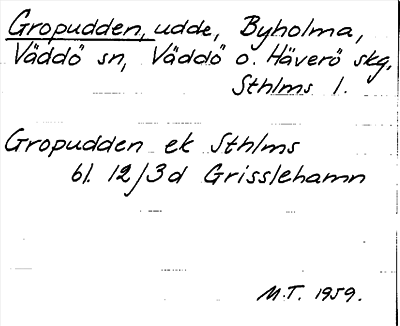 Gropudden, udde, Byholma,
Väddö sn, Väddö o. Häverö skg,
Sthlms l.
Gropudden ek Sthlms
bl. 12/3d Grisslehamn
M.T. 1959.